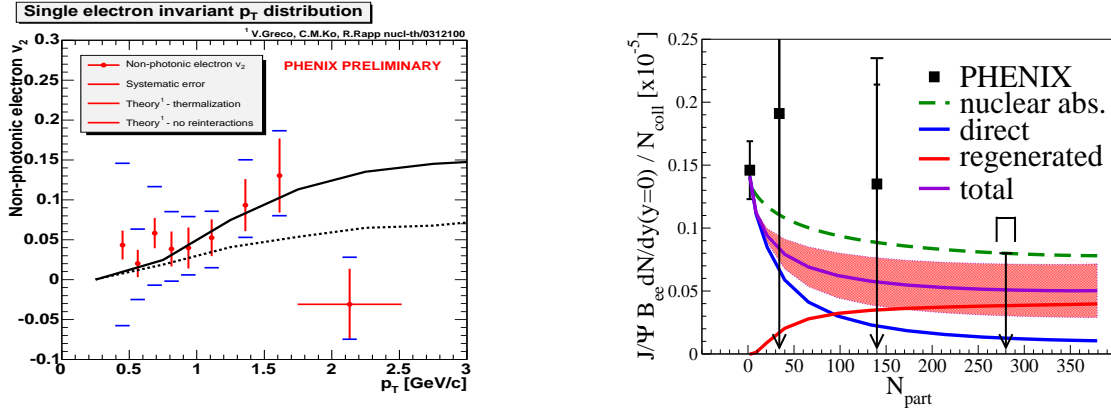 Single electron invariant p_T distribution
¹ V.Greco, C.M.Ko, R.Rapp nucl-th/0312100
Non-photonic electron v₂
0.3
0.25
0.2
0.15
0.1
0.05
0
-0.05
-0.1
Non-photonic electron v₂
Systematic error
Theory¹ - thermalization
Theory¹ - no reinteractions
PHENIX PRELIMINARY
0 0.5 1 1.5 2 2.5 3
p_T [GeV/c]
J/Ψ B_ee dN/dy(y=0) / N_coll [x10⁻⁵]
0.25
0.2
0.15
0.1
0.05
0
PHENIX
nuclear abs.
direct
regenerated
total
0 50 100 150 200 250 300 350
N_part